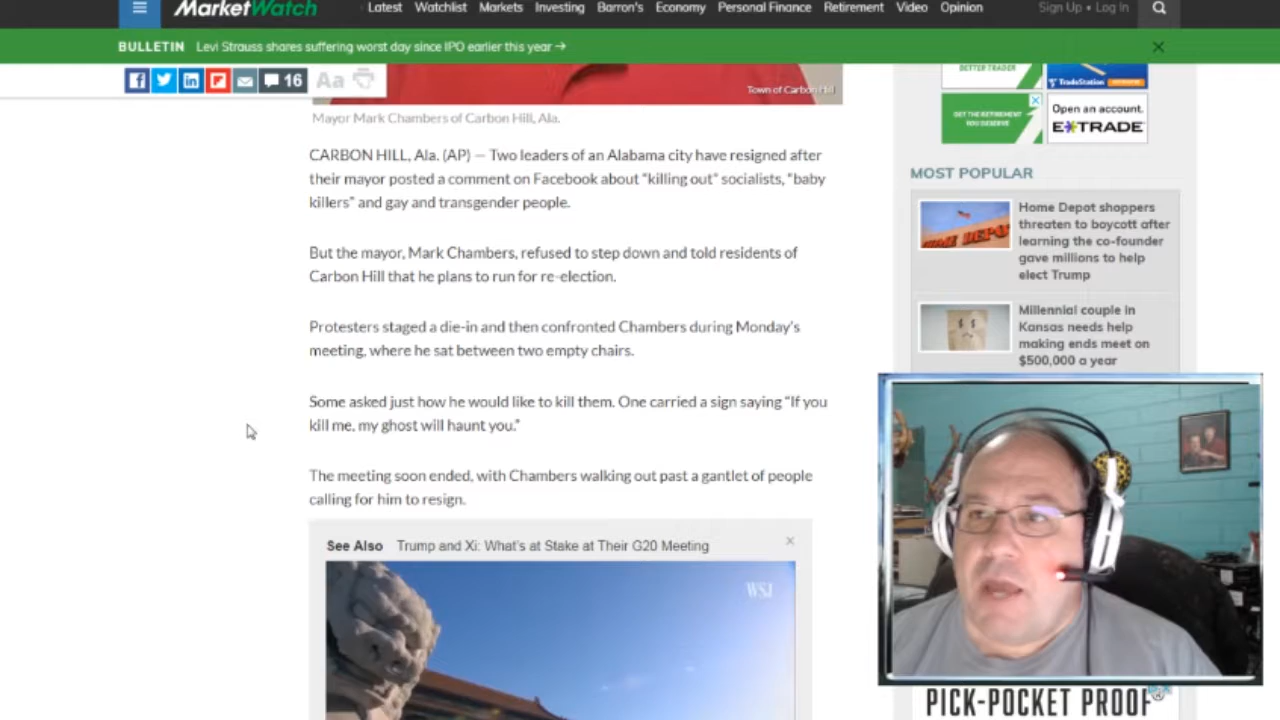 MarketWatch
Latest Watchlist Markets Investing Barron's Economy Personal Finance Retirement Video Opinion
Sign Up • Log In
BULLETIN Levi Strauss shares suffering worst day since IPO earlier this year →
16 Aa
Town of Carbon Hill
Mayor Mark Chambers of Carbon Hill, Ala.
CARBON HILL, Ala. (AP) — Two leaders of an Alabama city have resigned after
their mayor posted a comment on Facebook about “killing out” socialists, “baby
killers” and gay and transgender people.
But the mayor, Mark Chambers, refused to step down and told residents of
Carbon Hill that he plans to run for re-election.
Protesters staged a die-in and then confronted Chambers during Monday’s
meeting, where he sat between two empty chairs.
Some asked just how he would like to kill them. One carried a sign saying “If you
kill me, my ghost will haunt you.”
The meeting soon ended, with Chambers walking out past a gantlet of people
calling for him to resign.
See Also Trump and Xi: What's at Stake at Their G20 Meeting
WSJ
BETTER TRADER
TradeStation
GET THE RETIREMENT
YOU DESERVE
Open an account.
E*TRADE
MOST POPULAR
HOME DEPOT
Home Depot shoppers
threaten to boycott after
learning the co-founder
gave millions to help
elect Trump
Millennial couple in
Kansas needs help
making ends meet on
$500,000 a year
PICK-POCKET PROOF